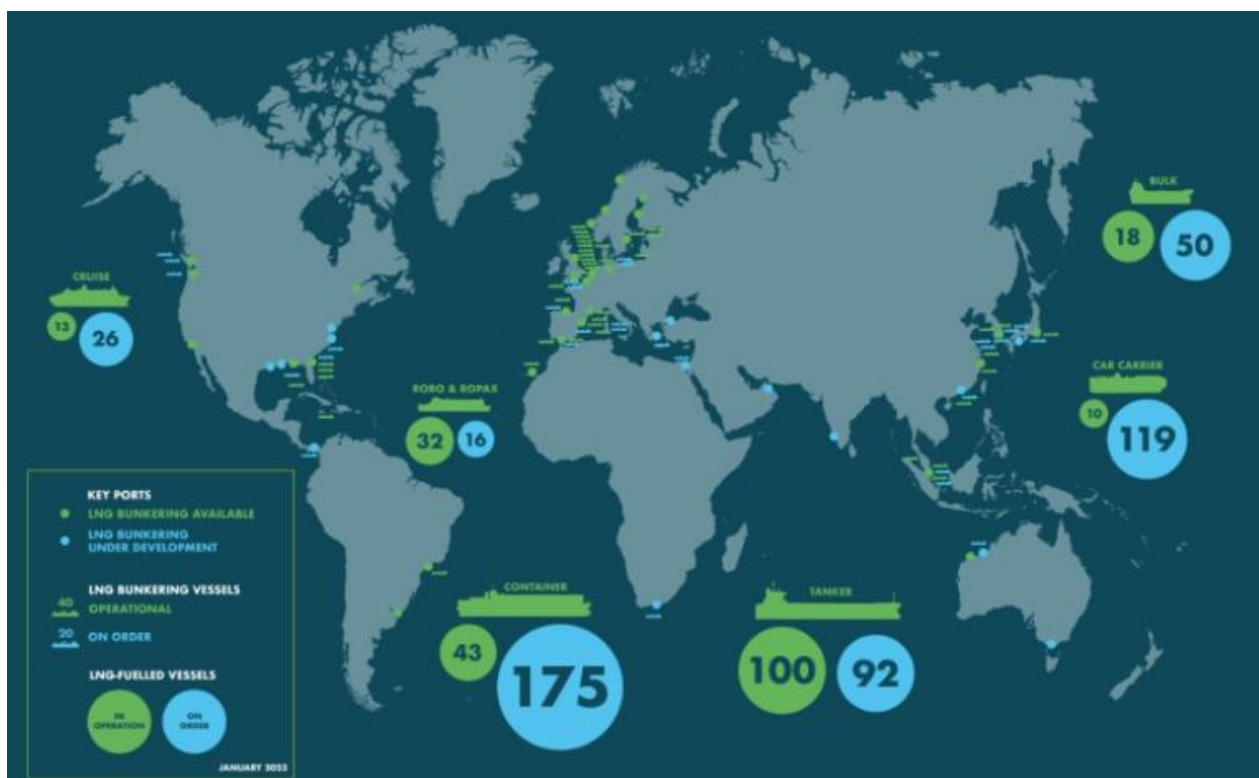 BULK
18
50
CRUISE
13
26
CAR CARRIER
10
119
RORO & ROPAX
32
16
KEY PORTS
LNG BUNKERING AVAILABLE
LNG BUNKERING
UNDER DEVELOPMENT
LNG BUNKERING VESSELS
40
OPERATIONAL
20
ON ORDER
LNG-FUELLED VESSELS
IN
OPERATION
ON
ORDER
CONTAINER
43
175
TANKER
100
92
JANUARY